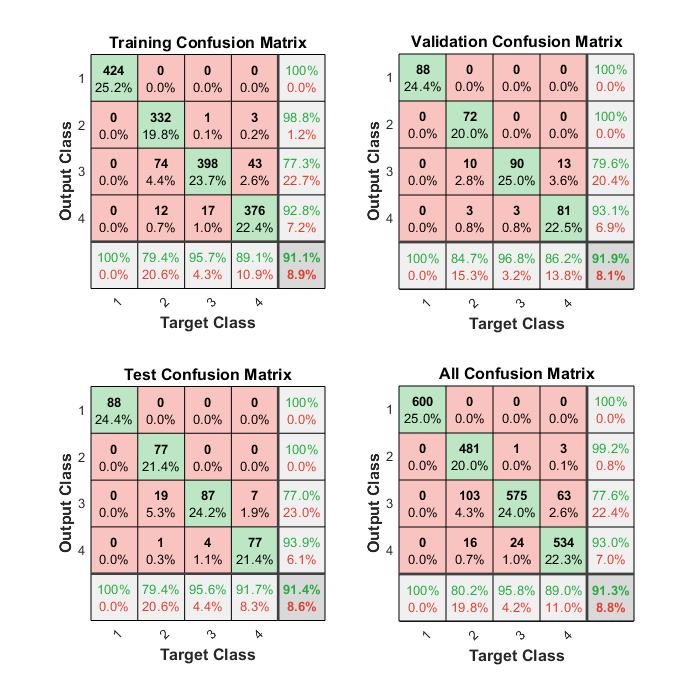 Training Confusion Matrix
Output Class
1
424 0 0 0 100%
25.2% 0.0% 0.0% 0.0% 0.0%
2
0 332 1 3 98.8%
0.0% 19.8% 0.1% 0.2% 1.2%
3
0 74 398 43 77.3%
0.0% 4.4% 23.7% 2.6% 22.7%
4
0 12 17 376 92.8%
0.0% 0.7% 1.0% 22.4% 7.2%
100% 79.4% 95.7% 89.1% 91.1%
0.0% 20.6% 4.3% 10.9% 8.9%
1 2 3 4
Target Class
Validation Confusion Matrix
Output Class
1
88 0 0 0 100%
24.4% 0.0% 0.0% 0.0% 0.0%
2
0 72 0 0 100%
0.0% 20.0% 0.0% 0.0% 0.0%
3
0 10 90 13 79.6%
0.0% 2.8% 25.0% 3.6% 20.4%
4
0 3 3 81 93.1%
0.0% 0.8% 0.8% 22.5% 6.9%
100% 84.7% 96.8% 86.2% 91.9%
0.0% 15.3% 3.2% 13.8% 8.1%
1 2 3 4
Target Class
Test Confusion Matrix
Output Class
1
88 0 0 0 100%
24.4% 0.0% 0.0% 0.0% 0.0%
2
0 77 0 0 100%
0.0% 21.4% 0.0% 0.0% 0.0%
3
0 19 87 7 77.0%
0.0% 5.3% 24.2% 1.9% 23.0%
4
0 1 4 77 93.9%
0.0% 0.3% 1.1% 21.4% 6.1%
100% 79.4% 95.6% 91.7% 91.4%
0.0% 20.6% 4.4% 8.3% 8.6%
1 2 3 4
Target Class
All Confusion Matrix
Output Class
1
600 0 0 0 100%
25.0% 0.0% 0.0% 0.0% 0.0%
2
0 481 1 3 99.2%
0.0% 20.0% 0.0% 0.1% 0.8%
3
0 103 575 63 77.6%
0.0% 4.3% 24.0% 2.6% 22.4%
4
0 16 24 534 93.0%
0.0% 0.7% 1.0% 22.3% 7.0%
100% 80.2% 95.8% 89.0% 91.3%
0.0% 19.8% 4.2% 11.0% 8.8%
1 2 3 4
Target Class